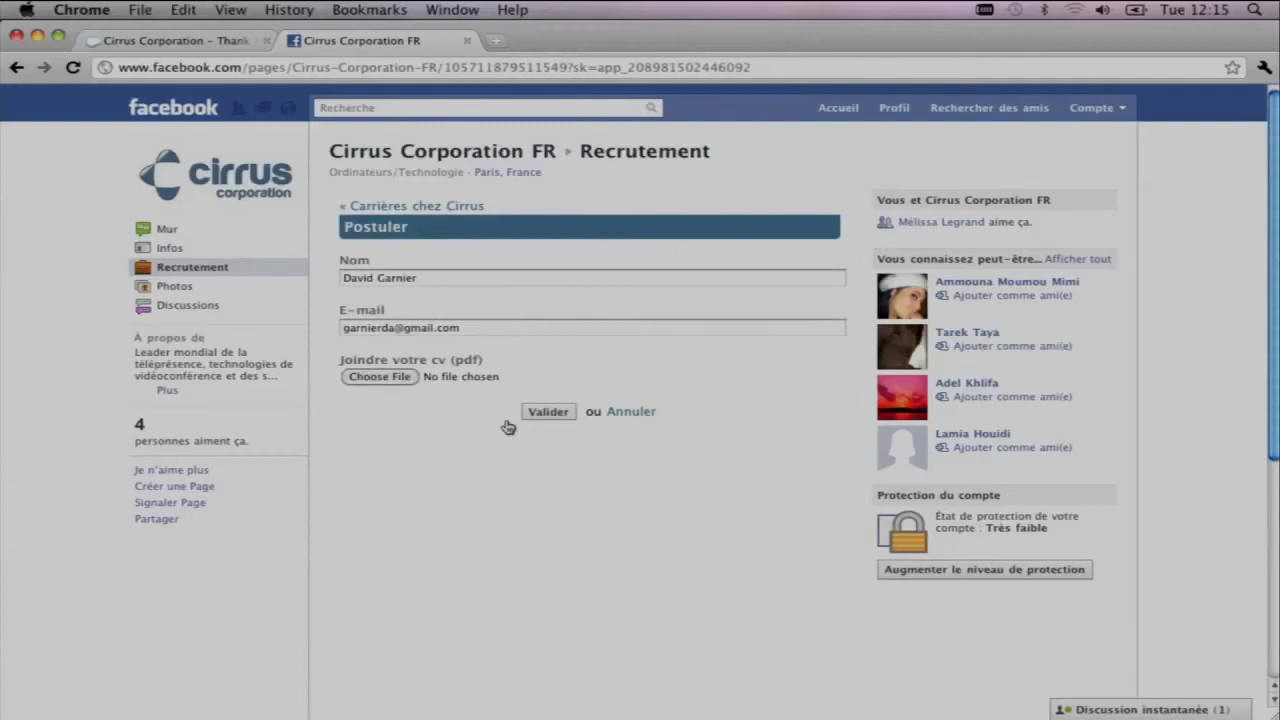 Chrome File Edit View History Bookmarks Window Help Tue 12:15
Cirrus Corporation - Thank
Cirrus Corporation FR
www.facebook.com/pages/Cirrus-Corporation-FR/105711879511549?sk=app_208981502446092
facebook
Recherche
Accueil Profil Rechercher des amis Compte
cirrus
corporation
Mur
Infos
Recrutement
Photos
Discussions
À propos de
Leader mondial de la
téléprésence, technologies de
vidéoconférence et des s...
Plus
4
personnes aiment ça.
Je n'aime plus
Créer une Page
Signaler Page
Partager
Cirrus Corporation FR ▸ Recrutement
Ordinateurs/Technologie · Paris, France
« Carrières chez Cirrus
Postuler
Nom
David Garnier
E-mail
garnierda@gmail.com
Joindre votre cv (pdf)
Choose File No file chosen
Valider ou Annuler
Vous et Cirrus Corporation FR
Mélissa Legrand aime ça.
Vous connaissez peut-être... Afficher tout
Ammouna Moumou Mimi
Ajouter comme ami(e)
Tarek Taya
Ajouter comme ami(e)
Adel Khlifa
Ajouter comme ami(e)
Lamia Houidi
Ajouter comme ami(e)
Protection du compte
État de protection de votre
compte : Très faible
Augmenter le niveau de protection
Discussion instantanée (1)